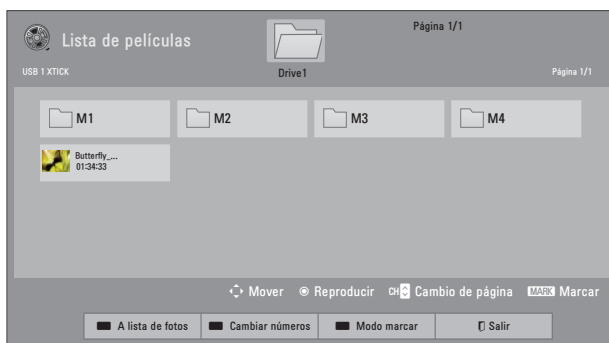 Lista de películas
Página 1/1
USB 1 XTICK
Drive1
Página 1/1
M1
M2
M3
M4
Butterfly_...
01:34:33
Mover
Reproducir
CH Cambio de página
MARK Marcar
A lista de fotos
Cambiar números
Modo marcar
Salir